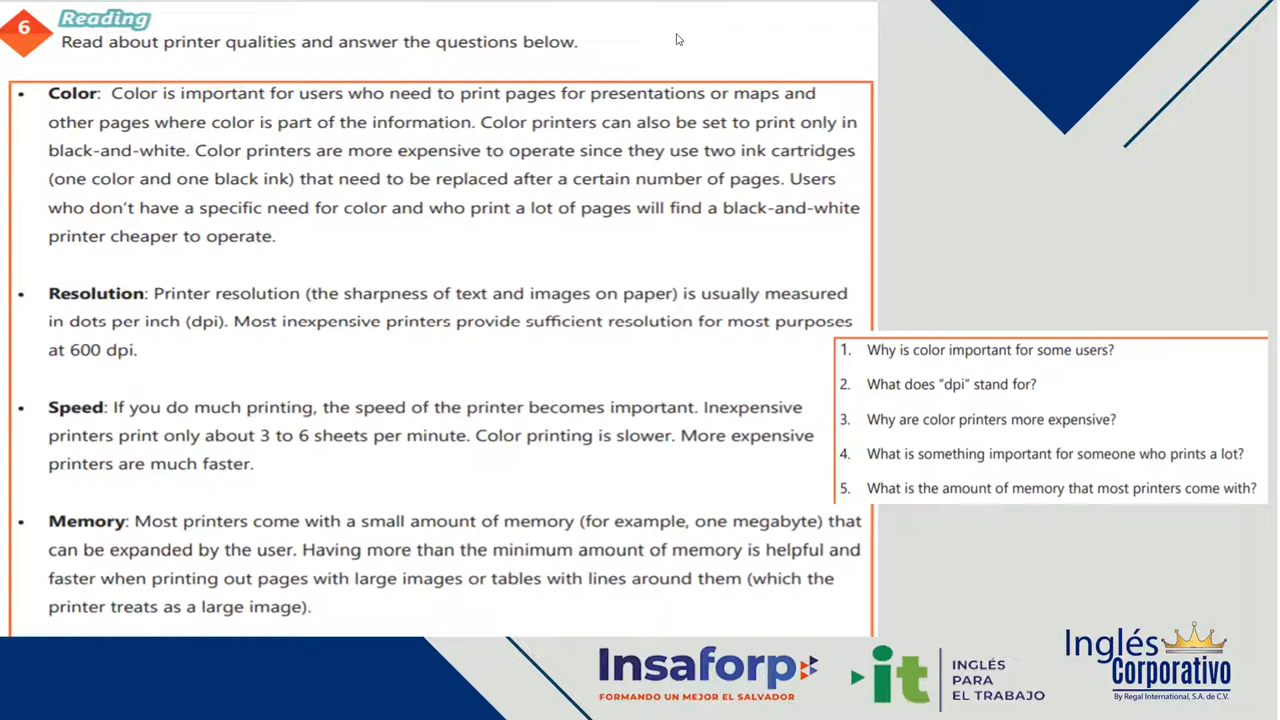 6
Reading
Read about printer qualities and answer the questions below.
• Color: Color is important for users who need to print pages for presentations or maps and
other pages where color is part of the information. Color printers can also be set to print only in
black-and-white. Color printers are more expensive to operate since they use two ink cartridges
(one color and one black ink) that need to be replaced after a certain number of pages. Users
who don't have a specific need for color and who print a lot of pages will find a black-and-white
printer cheaper to operate.
• Resolution: Printer resolution (the sharpness of text and images on paper) is usually measured
in dots per inch (dpi). Most inexpensive printers provide sufficient resolution for most purposes
at 600 dpi.
• Speed: If you do much printing, the speed of the printer becomes important. Inexpensive
printers print only about 3 to 6 sheets per minute. Color printing is slower. More expensive
printers are much faster.
• Memory: Most printers come with a small amount of memory (for example, one megabyte) that
can be expanded by the user. Having more than the minimum amount of memory is helpful and
faster when printing out pages with large images or tables with lines around them (which the
printer treats as a large image).
1. Why is color important for some users?
2. What does "dpi" stand for?
3. Why are color printers more expensive?
4. What is something important for someone who prints a lot?
5. What is the amount of memory that most printers come with?
Insaforp
FORMANDO UN MEJOR EL SALVADOR
it
INGLÉS
PARA
EL TRABAJO
Inglés
Corporativo
By Regal International, S.A. de C.V.